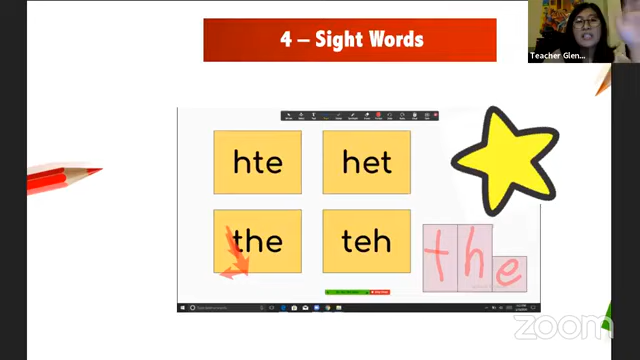 4 – Sight Words
Teacher Glen...
hte het
the teh
the
zoom